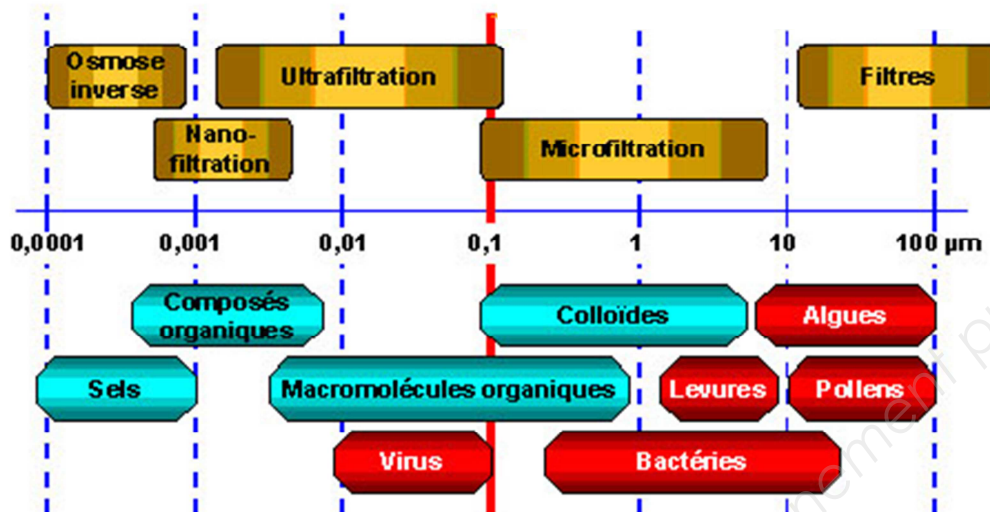 Osmose
inverse
Ultrafiltration
Filtres
Nano-
filtration
Microfiltration
0,0001
0,001
0,01
0,1
1
10
100 µm
Composés
organiques
Colloïdes
Algues
Sels
Macromolécules organiques
Levures
Pollens
Virus
Bactéries